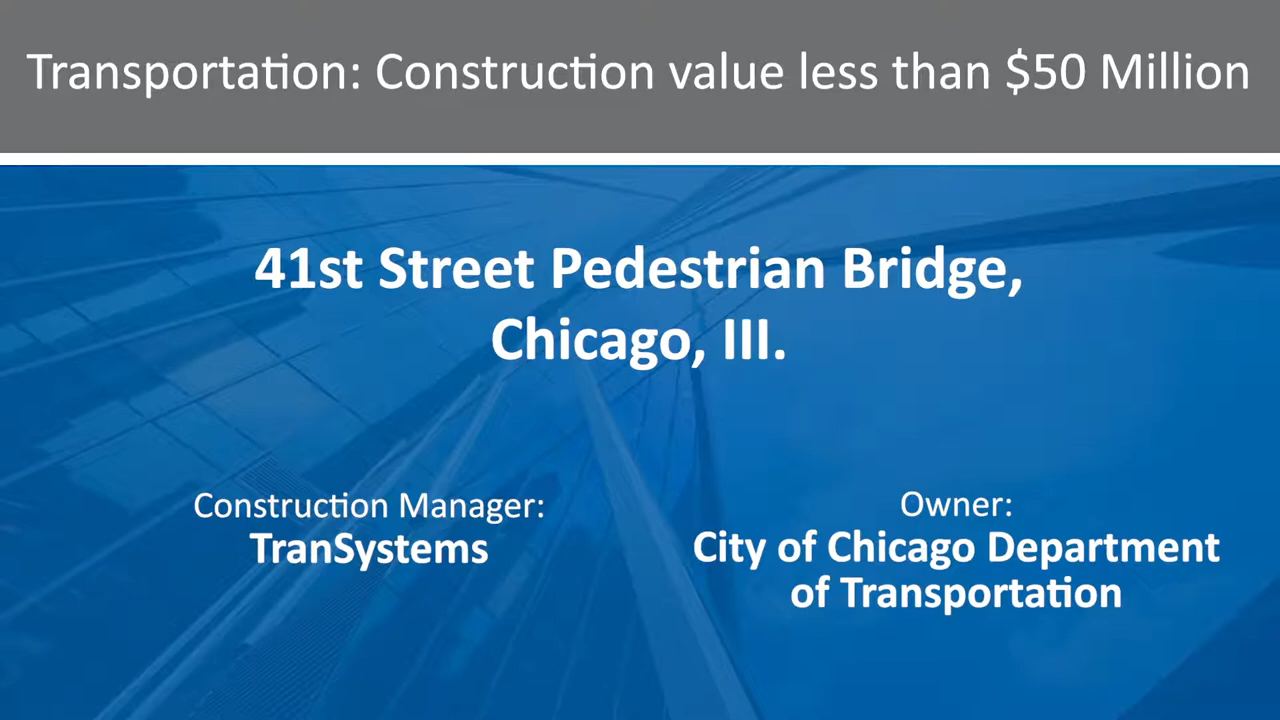 Transportation: Construction value less than $50 Million
41st Street Pedestrian Bridge,
Chicago, Ill.
Construction Manager:
TranSystems
Owner:
City of Chicago Department
of Transportation